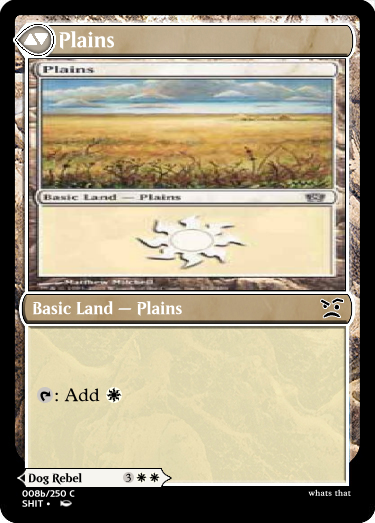 Plains
Plains
Basic Land — Plains
Matthew Mitchell
Basic Land — Plains
: Add
Dog Rebel 3
008b/250 C
whats that
SHIT •